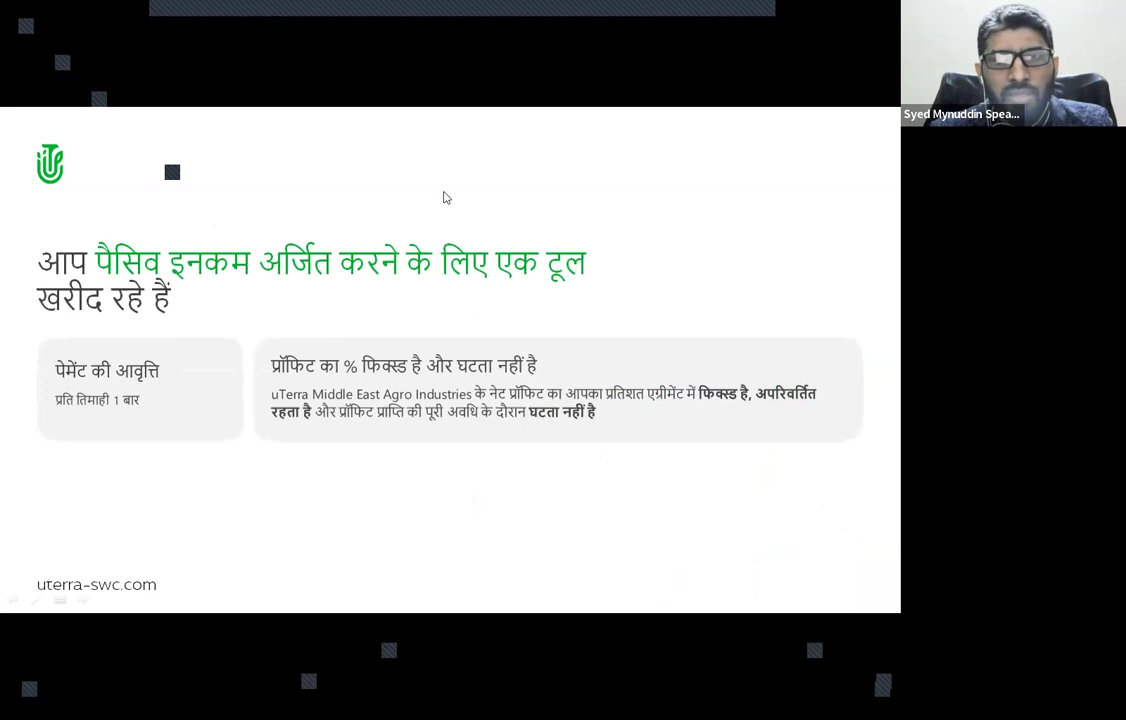 Syed Mynuddin Spea...
आप पैसिव इनकम अर्जित करने के लिए एक टूल
खरीद रहे हैं
पेमेंट की आवृत्ति
प्रति तिमाही 1 बार
प्रॉफिट का % फिक्स्ड है और घटता नहीं है
uTerra Middle East Agro Industries के नेट प्रॉफिट का आपका प्रतिशत एग्रीमेंट में फिक्स्ड है, अपरिवर्तित
रहता है और प्रॉफिट प्राप्ति की पूरी अवधि के दौरान घटता नहीं है
uterra-swc.com